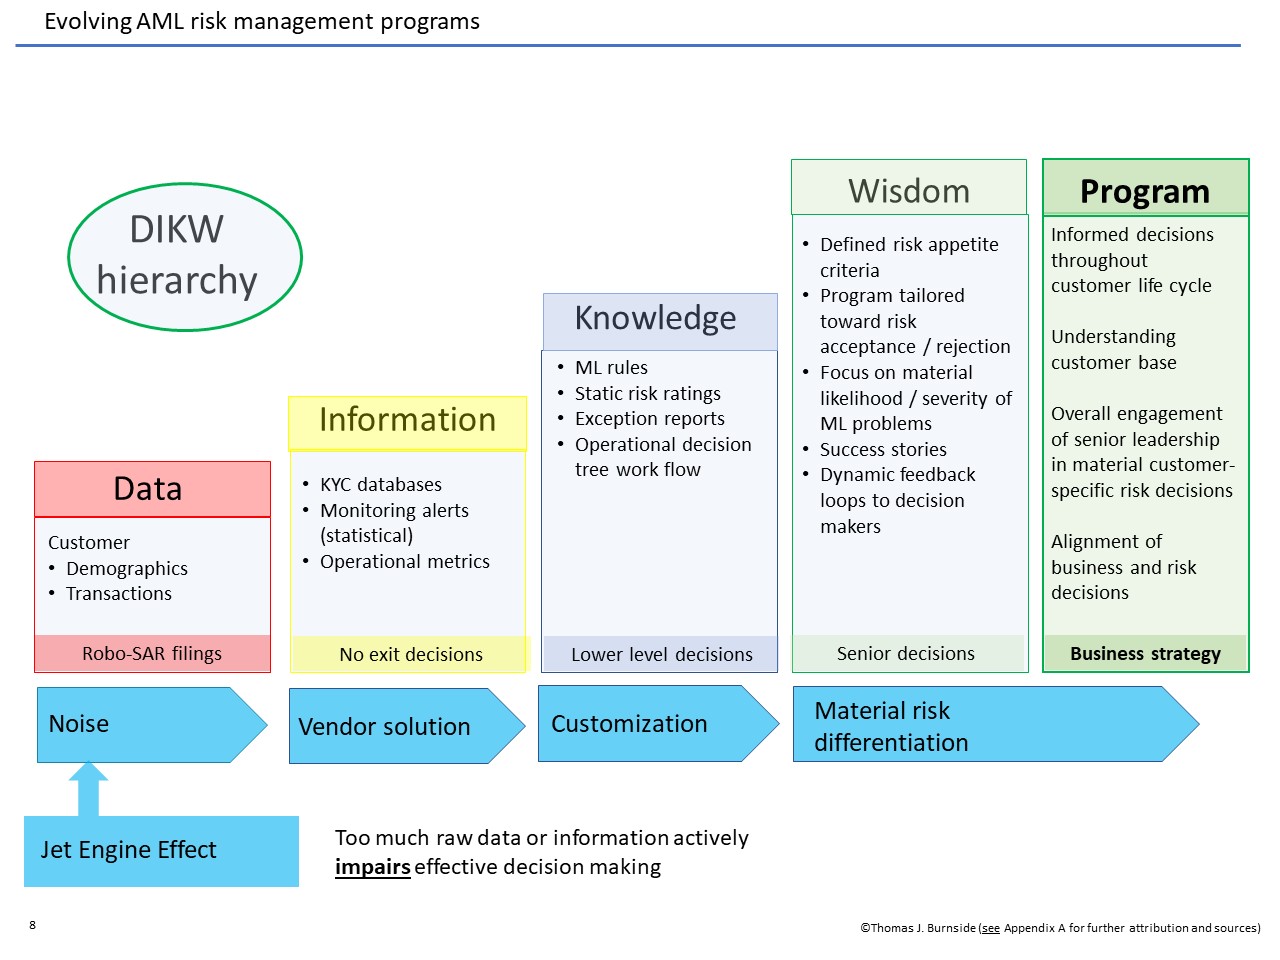 Evolving AML risk management programs
DIKW
hierarchy
Data
Customer
• Demographics
• Transactions
Robo-SAR filings
Information
• KYC databases
• Monitoring alerts
(statistical)
• Operational metrics
No exit decisions
Knowledge
• ML rules
• Static risk ratings
• Exception reports
• Operational decision
tree work flow
Lower level decisions
Wisdom
• Defined risk appetite
criteria
• Program tailored
toward risk
acceptance / rejection
• Focus on material
likelihood / severity of
ML problems
• Success stories
• Dynamic feedback
loops to decision
makers
Senior decisions
Program
Informed decisions
throughout
customer life cycle
Understanding
customer base
Overall engagement
of senior leadership
in material customer-
specific risk decisions
Alignment of
business and risk
decisions
Business strategy
Noise
Vendor solution
Customization
Material risk
differentiation
Jet Engine Effect
Too much raw data or information actively
impairs effective decision making
8
©Thomas J. Burnside (see Appendix A for further attribution and sources)